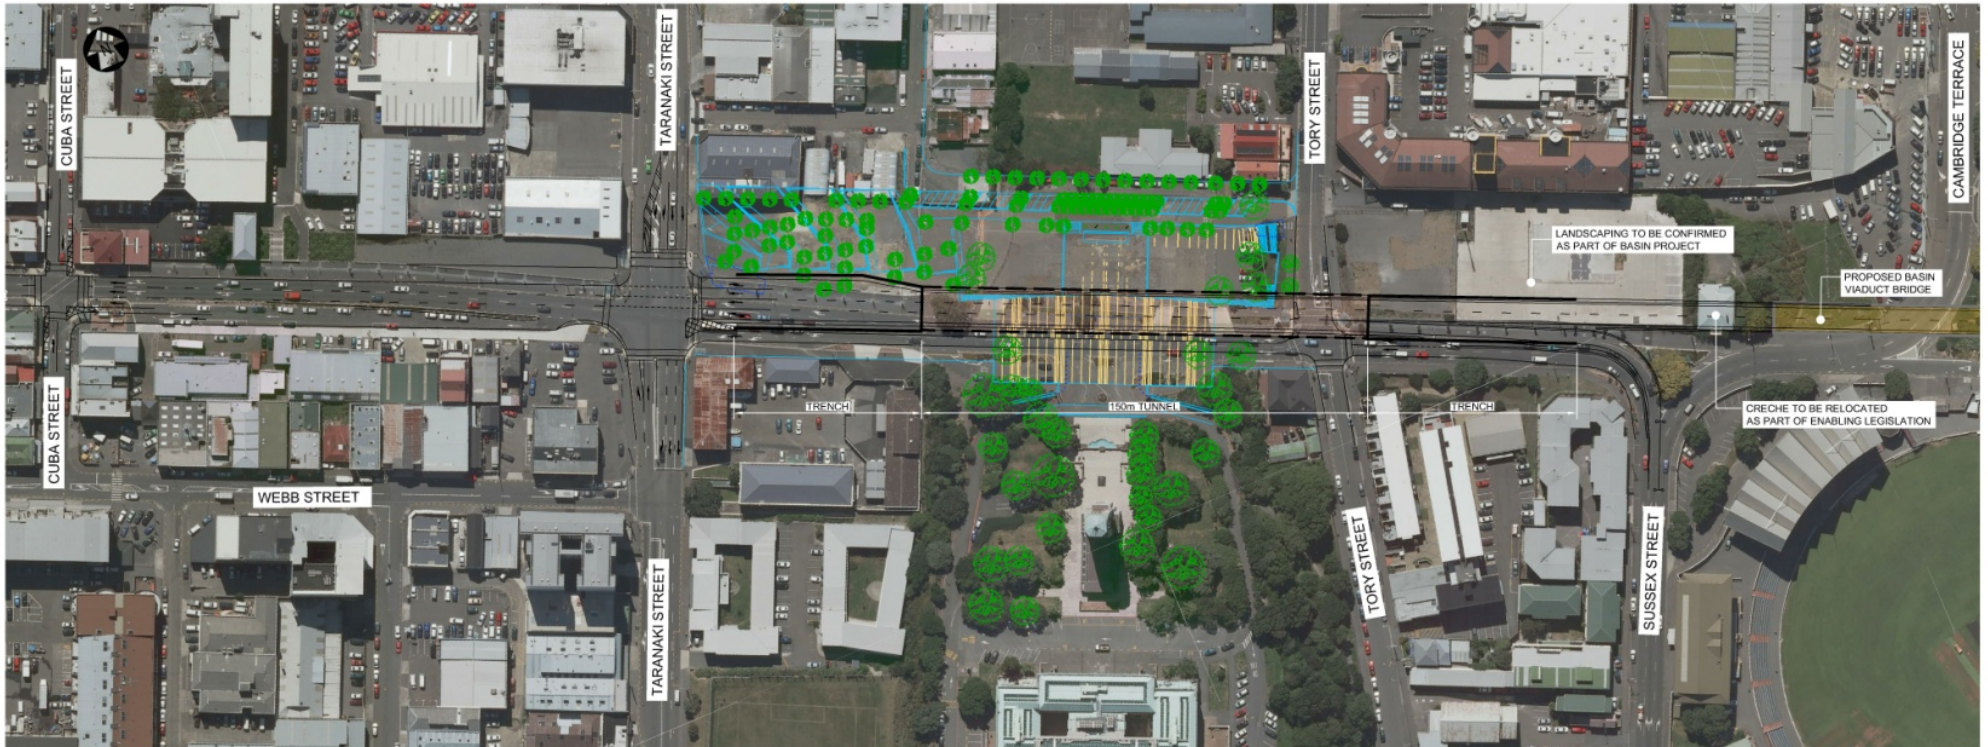 CUBA STREET
TARANAKI STREET
TORY STREET
CAMBRIDGE TERRACE
LANDSCAPING TO BE CONFIRMED
AS PART OF BASIN PROJECT
PROPOSED BASIN
VIADUCT BRIDGE
CUBA STREET
TRENCH
150m TUNNEL
TRENCH
CRECHE TO BE RELOCATED
AS PART OF ENABLING LEGISLATION
WEBB STREET
TARANAKI STREET
TORY STREET
SUSSEX STREET